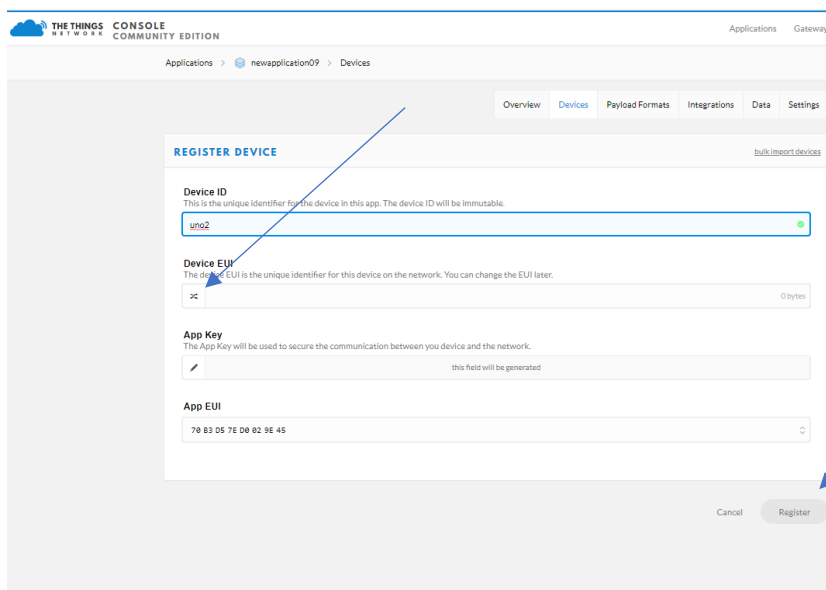 THE THINGS NETWORK CONSOLE COMMUNITY EDITION
Applications Gateway
Applications > newapplication09 > Devices
Overview Devices Payload Formats Integrations Data Settings
REGISTER DEVICE bulk import devices
Device ID
This is the unique identifier for the device in this app. The device ID will be immutable.
uno2
Device EUI
The device EUI is the unique identifier for this device on the network. You can change the EUI later.
0 bytes
App Key
The App Key will be used to secure the communication between you device and the network.
this field will be generated
App EUI
70 B3 D5 7E D0 02 9E 45
Cancel Register